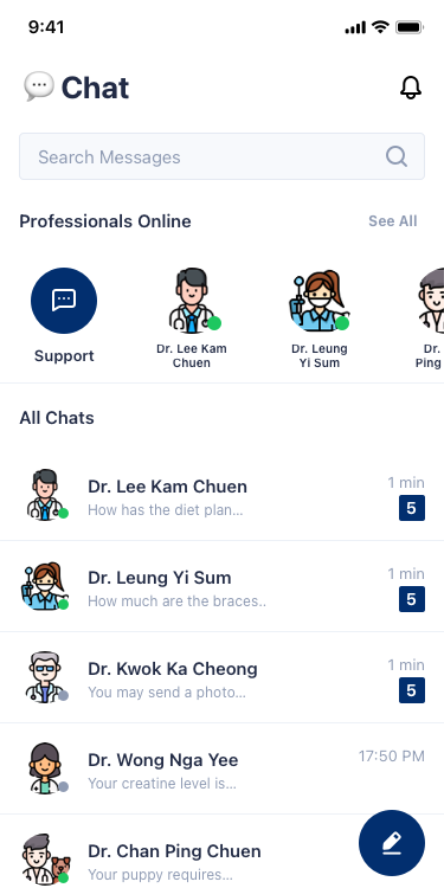 9:41
Chat
Search Messages
Professionals Online
See All
Support
Dr. Lee Kam
Chuen
Dr. Leung
Yi Sum
Dr.
Ping
All Chats
Dr. Lee Kam Chuen
1 min
How has the diet plan...
5
Dr. Leung Yi Sum
1 min
How much are the braces..
5
Dr. Kwok Ka Cheong
1 min
You may send a photo...
5
Dr. Wong Nga Yee
17:50 PM
Your creatine level is...
Dr. Chan Ping Chuen
Your puppy requires...